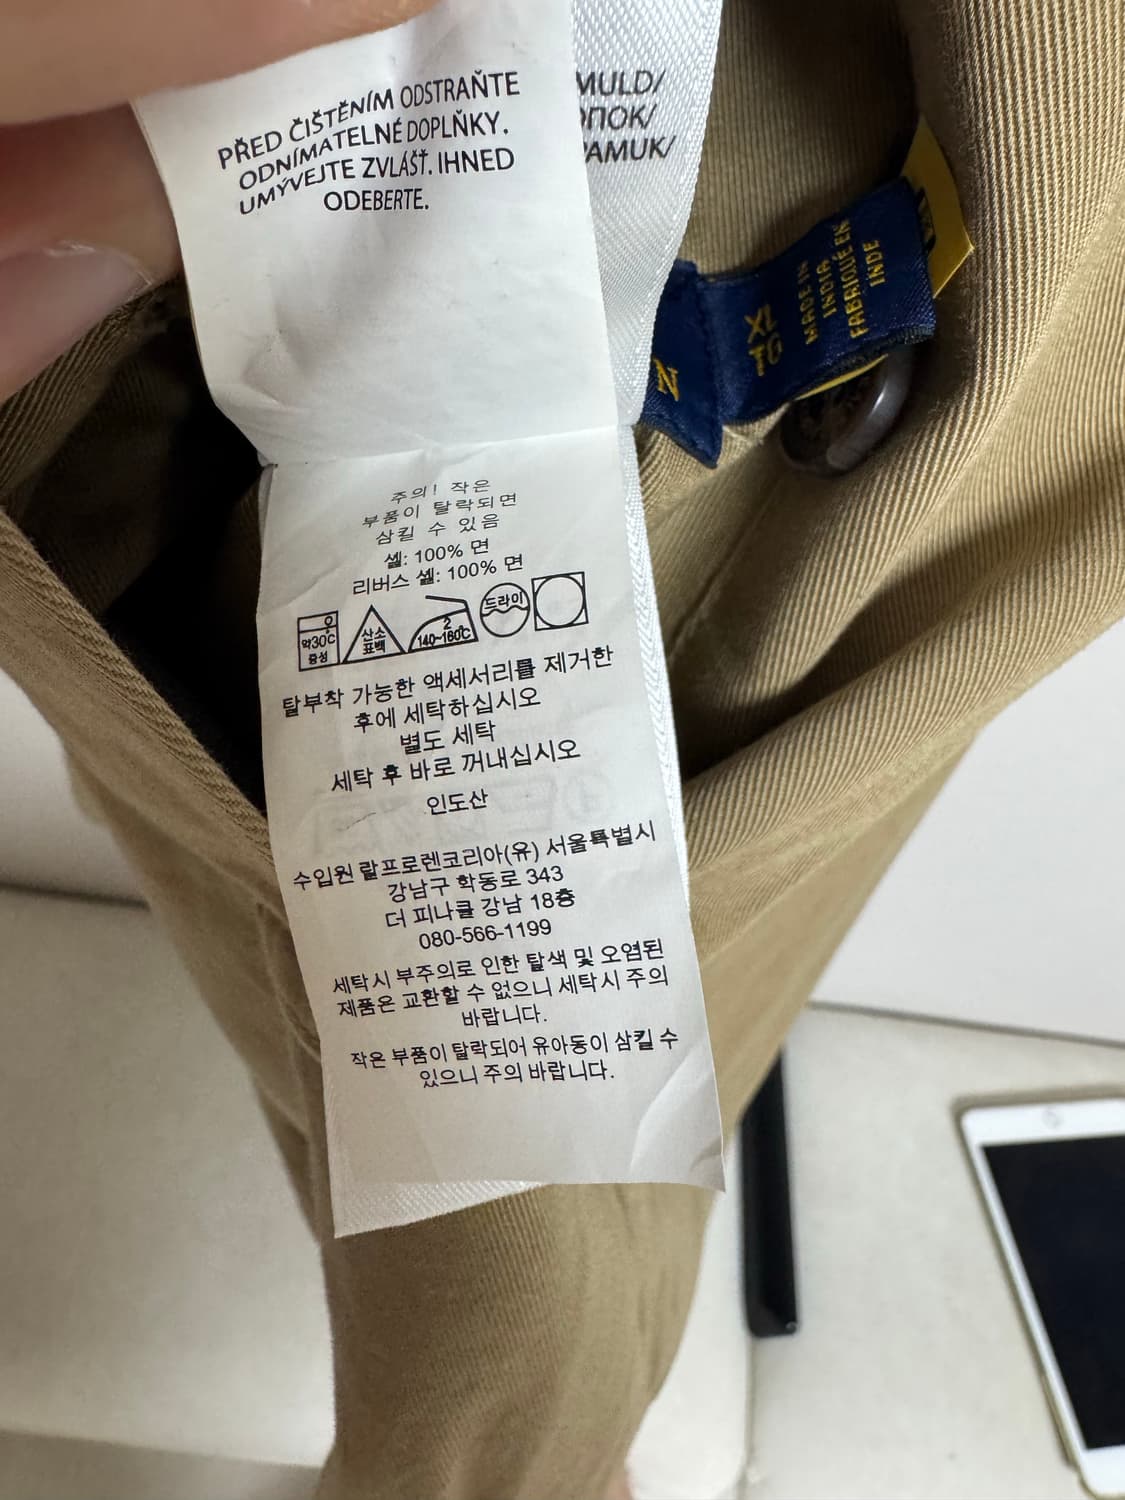 PŘED ČIŠTĚNÍM ODSTRAŇTE
ODNÍMATELNÉ DOPLŇKY.
UMÝVEJTE ZVLÁŠŤ. IHNED
ODEBERTE.
MULD/
ПОК/
AMUK/
N
XL
TG
MADE IN
INDIA
FABRIQUÉ EN
INDE
주의! 작은
부품이 탈락되면
삼킬 수 있음
쉘: 100% 면
리버스 쉘: 100% 면
약30℃
중성
산소
표백
2
140~160℃
드라이
탈부착 가능한 액세서리를 제거한
후에 세탁하십시오
별도 세탁
세탁 후 바로 꺼내십시오
인도산
수입원 랄프로렌코리아(유) 서울특별시
강남구 학동로 343
더 피나클 강남 18층
080-566-1199
세탁시 부주의로 인한 탈색 및 오염된
제품은 교환할 수 없으니 세탁시 주의
바랍니다.
작은 부품이 탈락되어 유아동이 삼킬 수
있으니 주의 바랍니다.